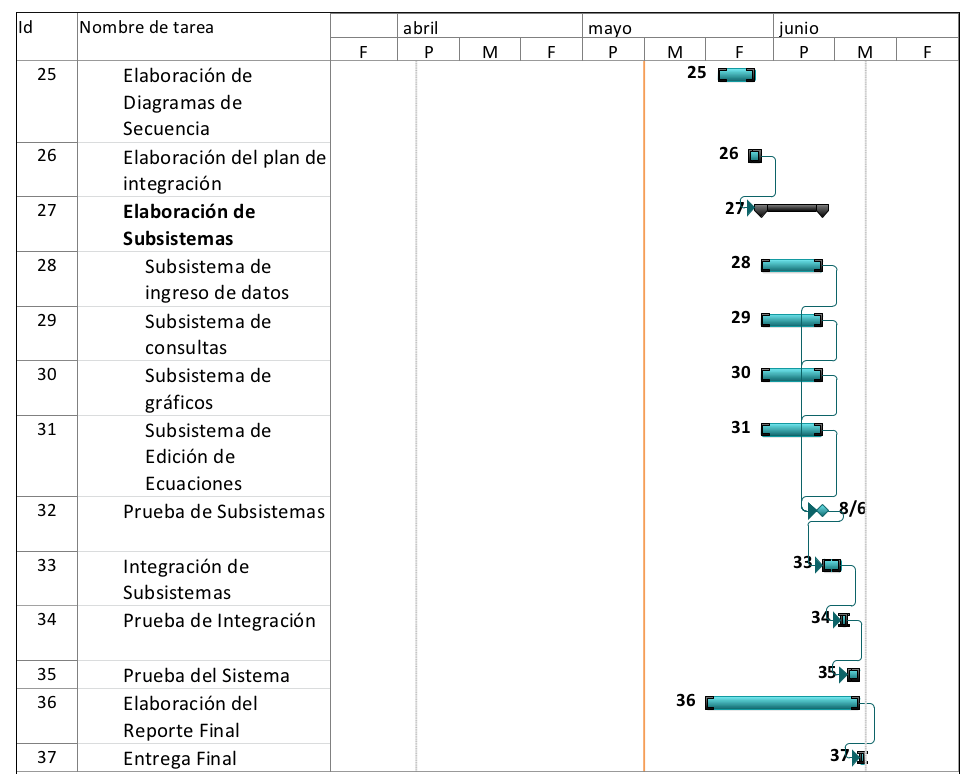 Id Nombre de tarea abril mayo junio
F P M F P M F P M F
25 Elaboración de 25
Diagramas de
Secuencia
26 Elaboración del plan de 26
integración
27 Elaboración de 27
Subsistemas
28 Subsistema de 28
ingreso de datos
29 Subsistema de 29
consultas
30 Subsistema de 30
gráficos
31 Subsistema de 31
Edición de
Ecuaciones
32 Prueba de Subsistemas 8/6
33 Integración de 33
Subsistemas
34 Prueba de Integración 34
35 Prueba del Sistema 35
36 Elaboración del 36
Reporte Final
37 Entrega Final 37